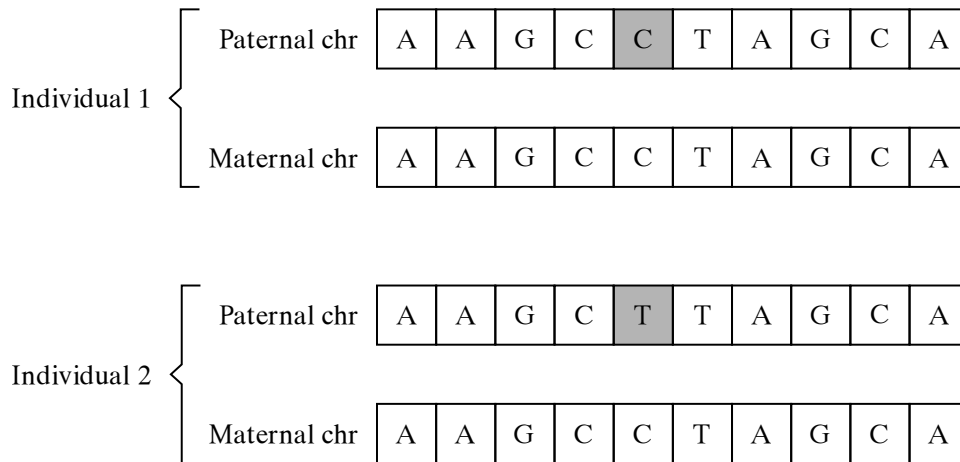 Paternal chr A A G C C T A G C A
Individual 1
Maternal chr A A G C C T A G C A
Paternal chr A A G C T T A G C A
Individual 2
Maternal chr A A G C C T A G C A